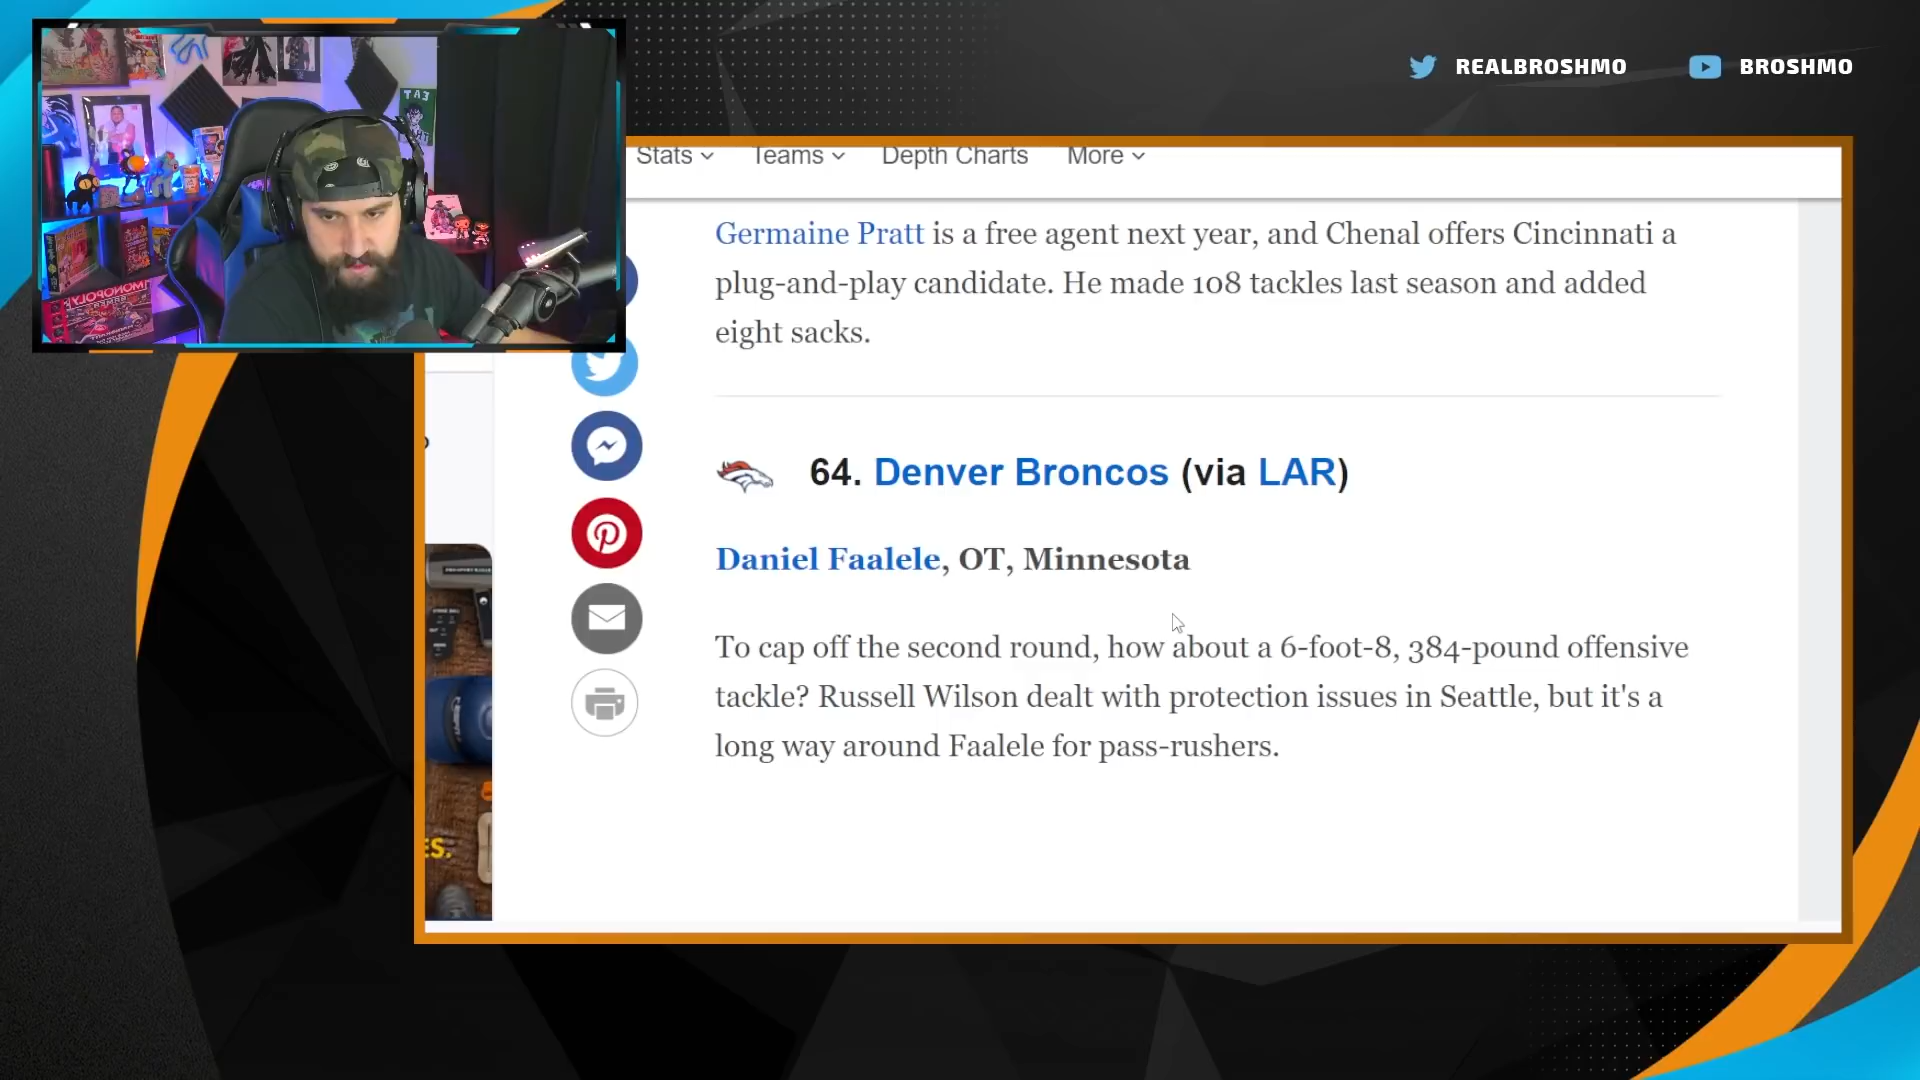 REALBROSHMO
BROSHMO
Stats
Teams
Depth Charts
More
Germaine Pratt is a free agent next year, and Chenal offers Cincinnati a
plug-and-play candidate. He made 108 tackles last season and added
eight sacks.
64. Denver Broncos (via LAR)
Daniel Faalele, OT, Minnesota
To cap off the second round, how about a 6-foot-8, 384-pound offensive
tackle? Russell Wilson dealt with protection issues in Seattle, but it's a
long way around Faalele for pass-rushers.
ES.
EAT
MONOPOLY